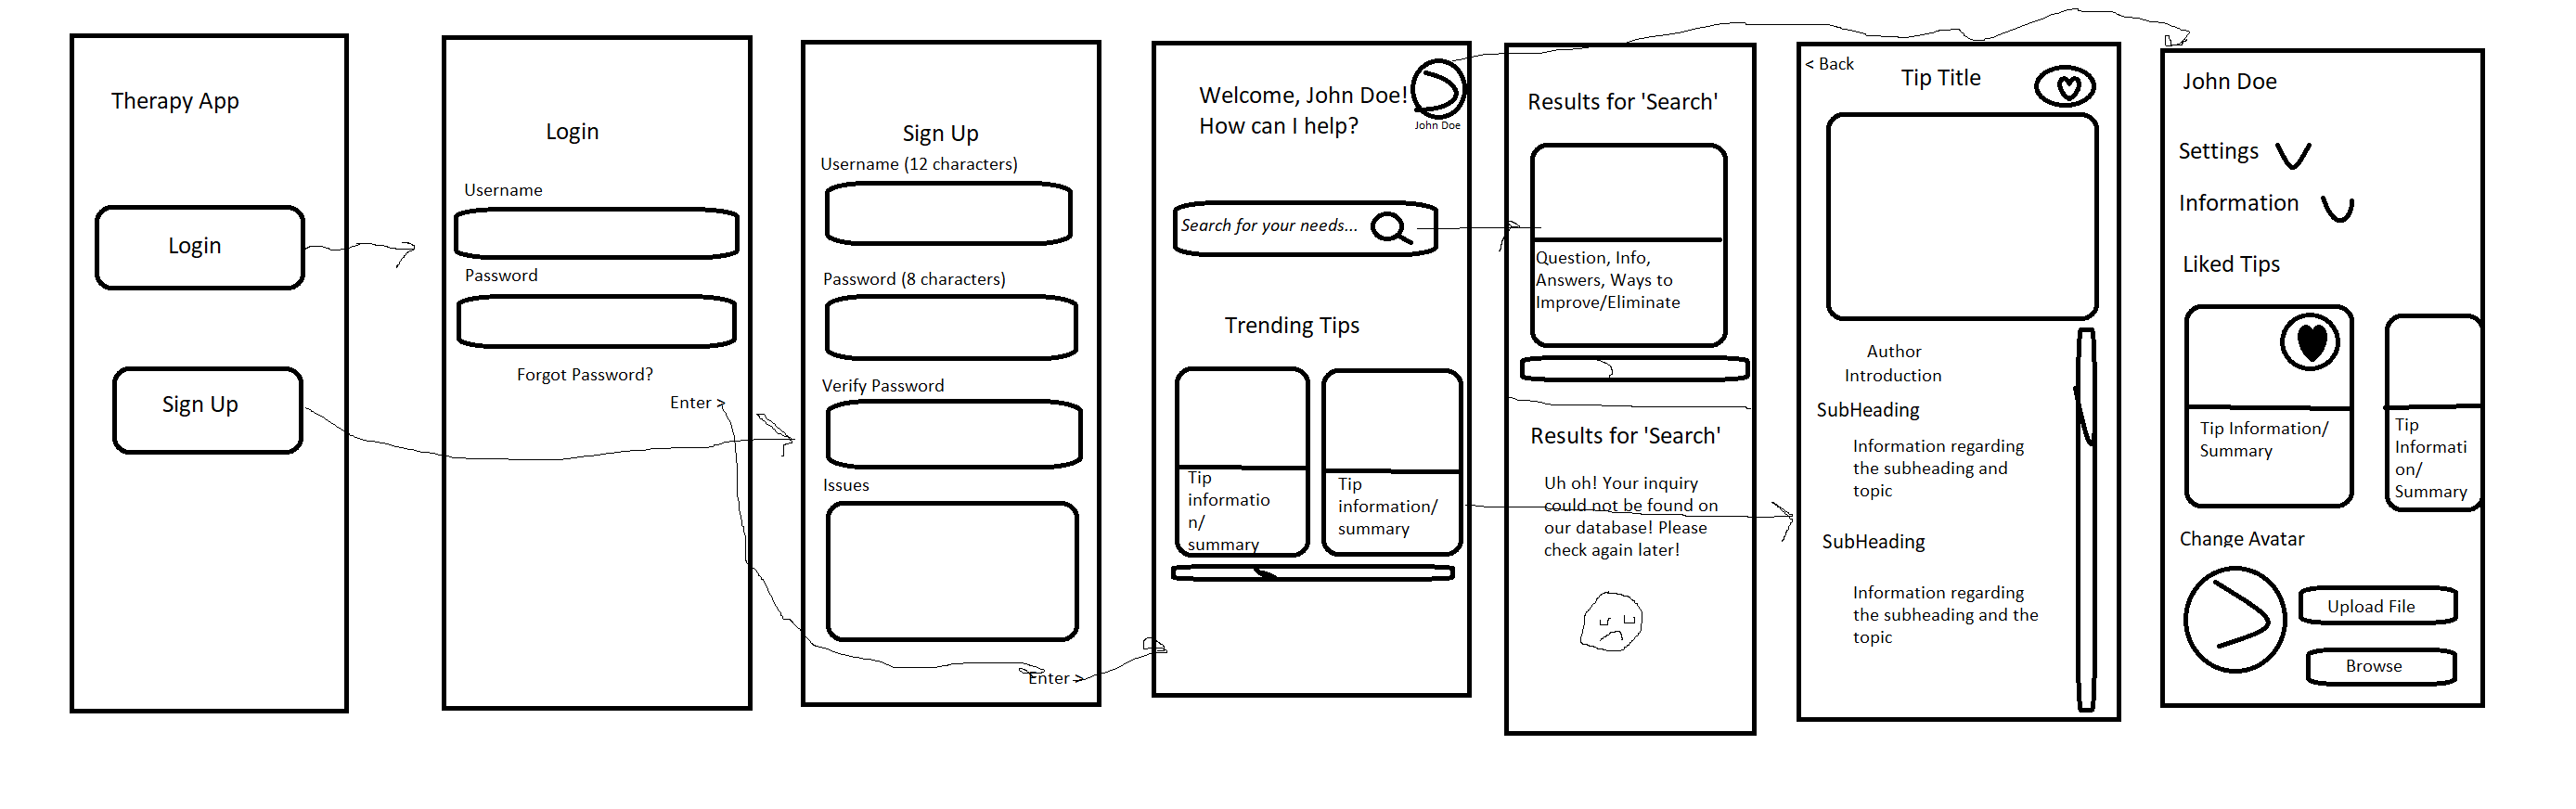 Therapy App
Login
Sign Up
Login
Username
Password
Forgot Password?
Enter >
Sign Up
Username (12 characters)
Password (8 characters)
Verify Password
Issues
Enter >
Welcome, John Doe!
How can I help?
John Doe
Search for your needs...
Trending Tips
Tip
informatio
n/
summary
Tip
information/
summary
Results for 'Search'
Question, Info,
Answers, Ways to
Improve/Eliminate
Results for 'Search'
Uh oh! Your inquiry
could not be found on
our database! Please
check again later!
< Back
Tip Title
Author
Introduction
SubHeading
Information regarding
the subheading and
topic
SubHeading
Information regarding
the subheading and the
topic
John Doe
Settings
Information
Liked Tips
Tip Information/
Summary
Tip
Informati
on/
Summary
Change Avatar
Upload File
Browse